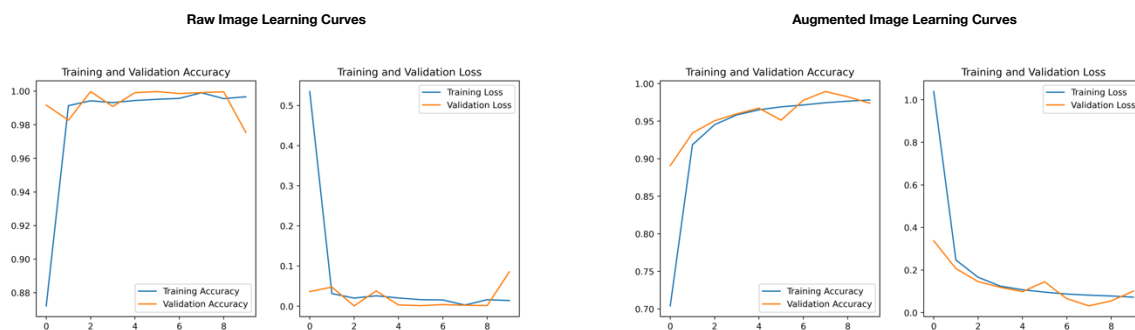 Raw Image Learning Curves
Augmented Image Learning Curves
Training and Validation Accuracy
1.00
0.98
0.96
0.94
0.92
0.90
0.88
0 2 4 6 8
Training Accuracy
Validation Accuracy
Training and Validation Loss
0.5
0.4
0.3
0.2
0.1
0.0
0 2 4 6 8
Training Loss
Validation Loss
Training and Validation Accuracy
1.00
0.95
0.90
0.85
0.80
0.75
0.70
0 2 4 6 8
Training Accuracy
Validation Accuracy
Training and Validation Loss
1.0
0.8
0.6
0.4
0.2
0.0
0 2 4 6 8
Training Loss
Validation Loss